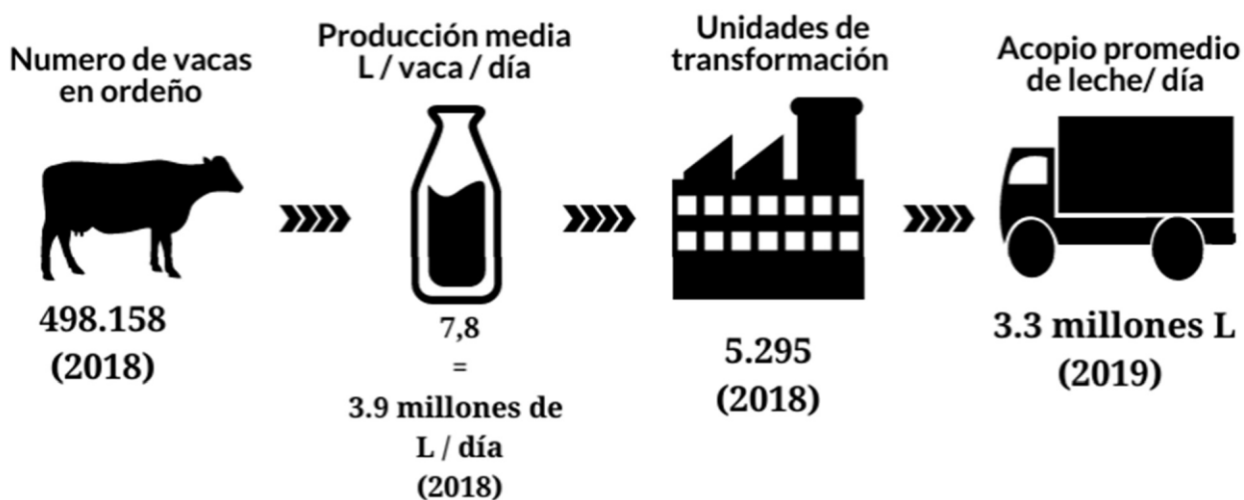 Numero de vacas
en ordeño
498.158
(2018)
Producción media
L / vaca / día
7,8
=
3.9 millones de
L / día
(2018)
Unidades de
transformación
5.295
(2018)
Acopio promedio
de leche/ día
3.3 millones L
(2019)